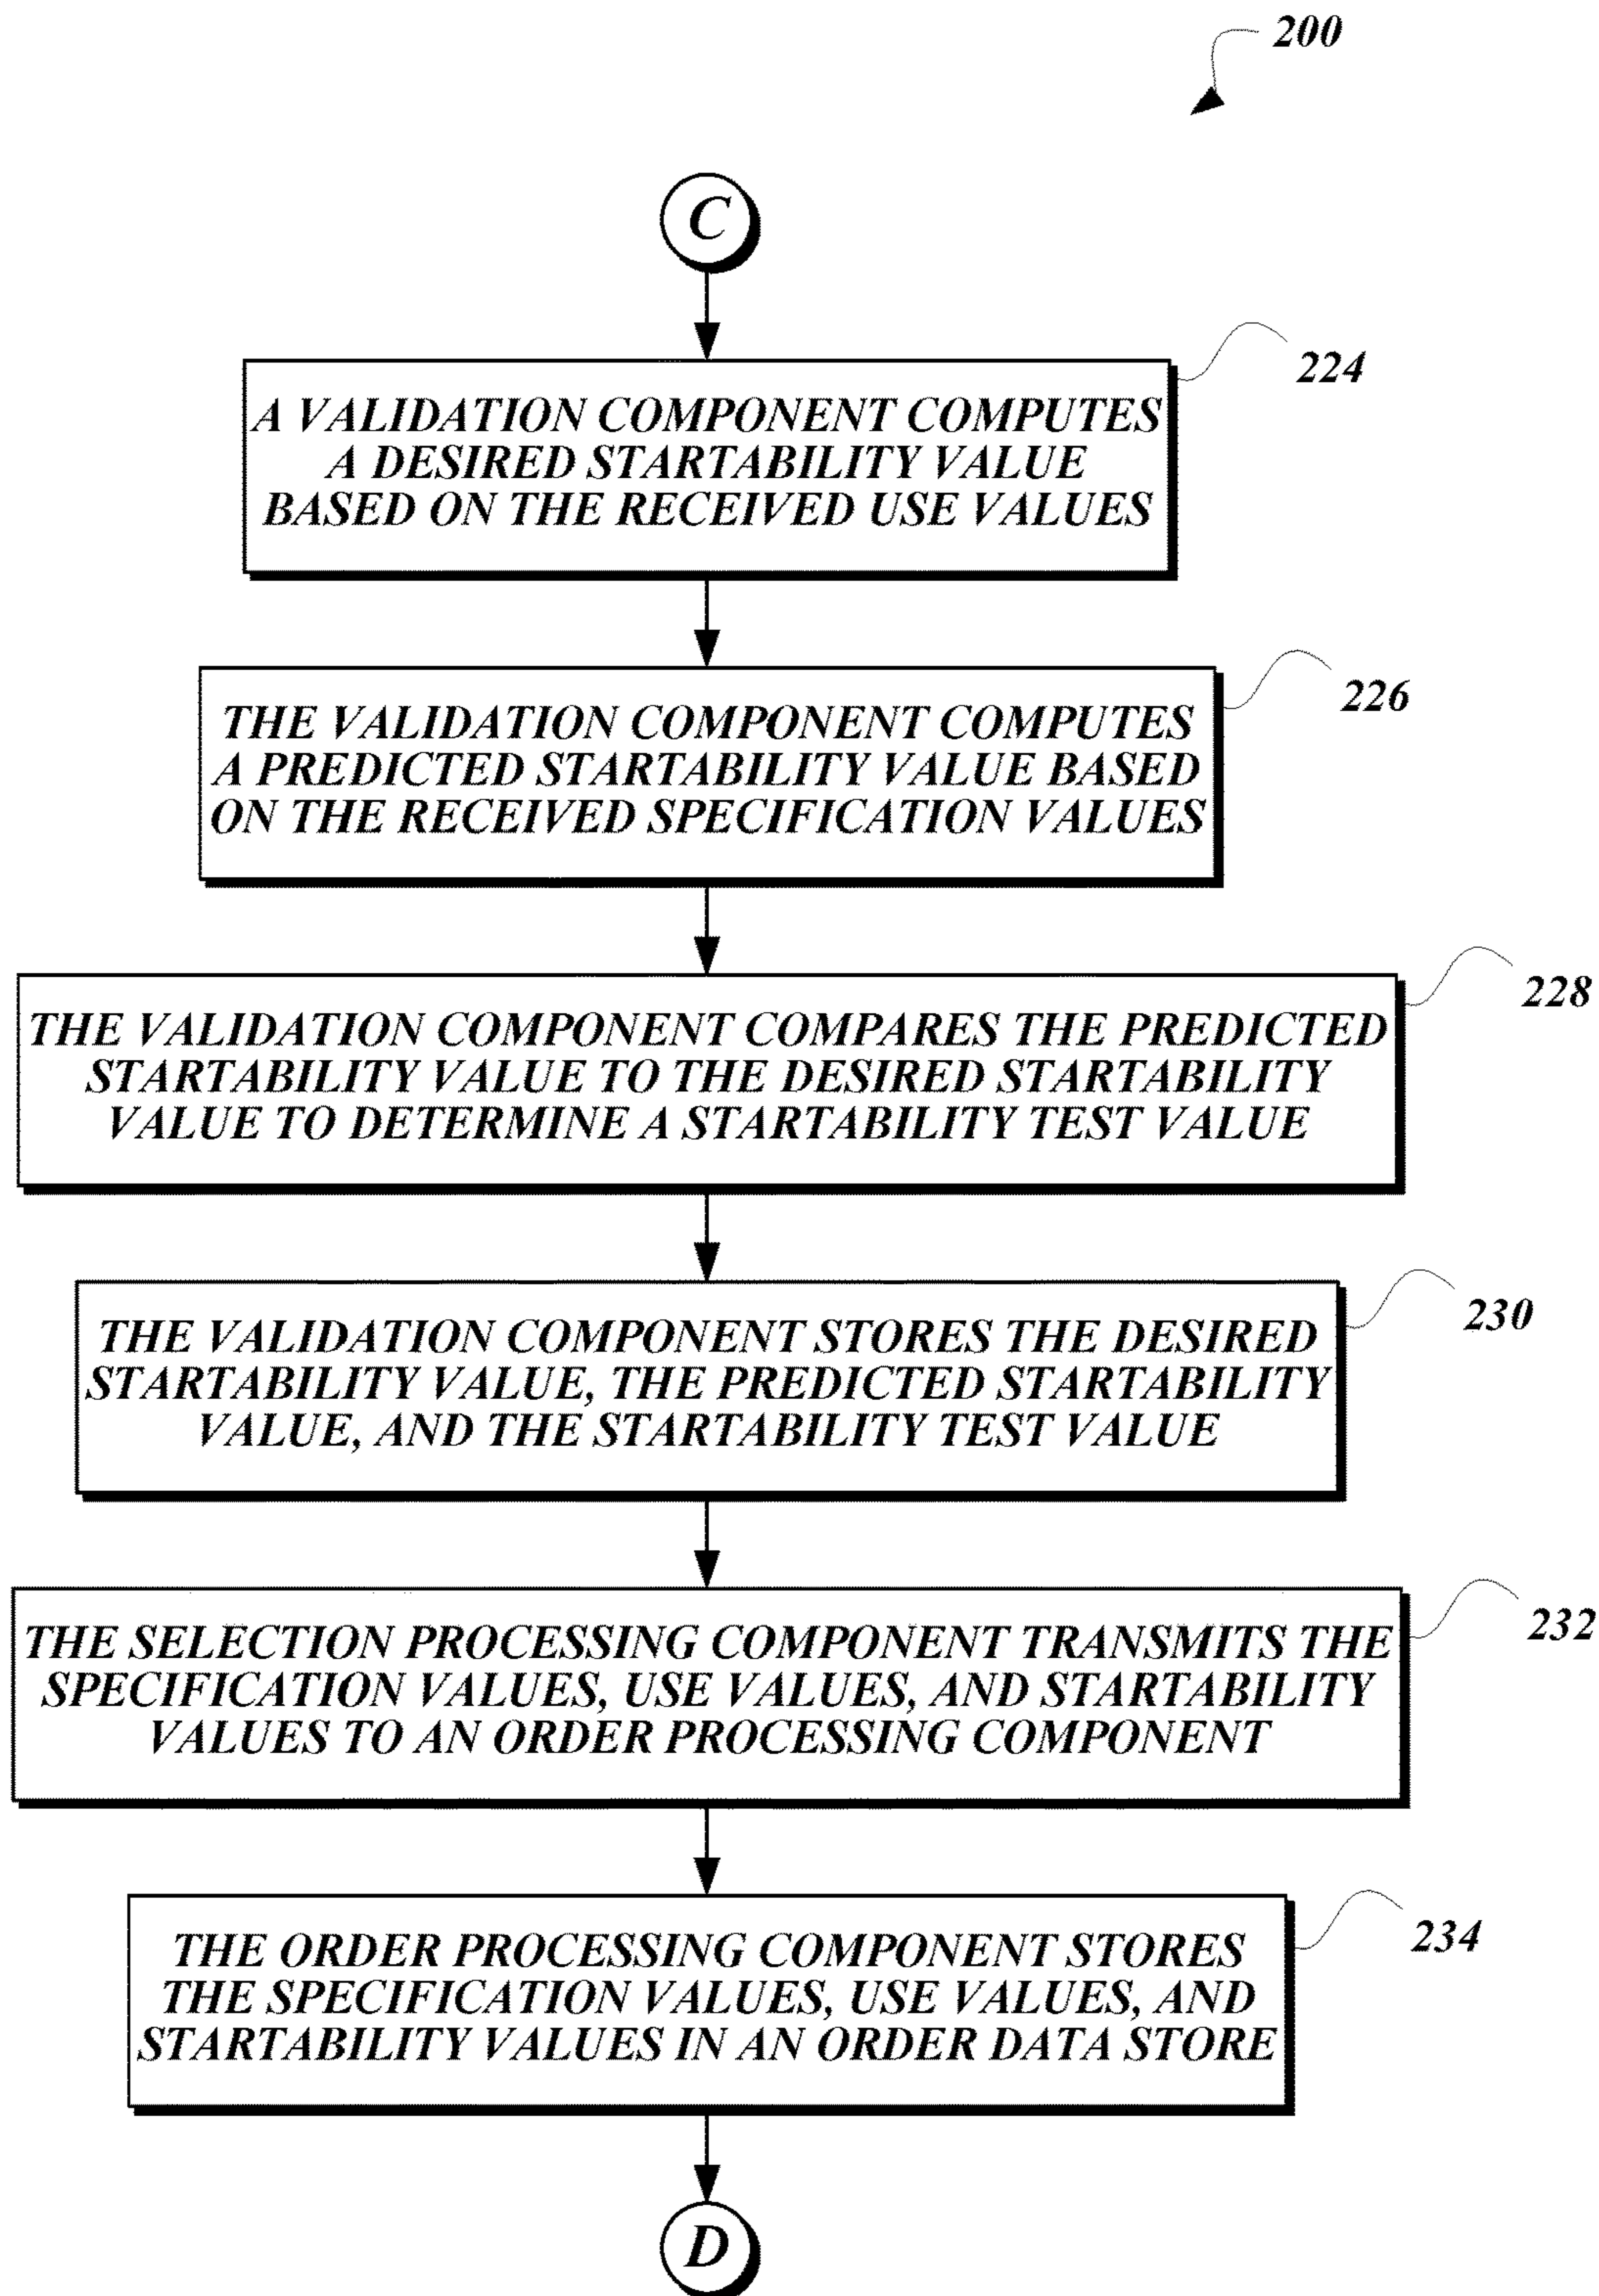 200
C
224
A VALIDATION COMPONENT COMPUTES
A DESIRED STARTABILITY VALUE
BASED ON THE RECEIVED USE VALUES
226
THE VALIDATION COMPONENT COMPUTES
A PREDICTED STARTABILITY VALUE BASED
ON THE RECEIVED SPECIFICATION VALUES
228
THE VALIDATION COMPONENT COMPARES THE PREDICTED
STARTABILITY VALUE TO THE DESIRED STARTABILITY
VALUE TO DETERMINE A STARTABILITY TEST VALUE
230
THE VALIDATION COMPONENT STORES THE DESIRED
STARTABILITY VALUE, THE PREDICTED STARTABILITY
VALUE, AND THE STARTABILITY TEST VALUE
232
THE SELECTION PROCESSING COMPONENT TRANSMITS THE
SPECIFICATION VALUES, USE VALUES, AND STARTABILITY
VALUES TO AN ORDER PROCESSING COMPONENT
234
THE ORDER PROCESSING COMPONENT STORES
THE SPECIFICATION VALUES, USE VALUES, AND
STARTABILITY VALUES IN AN ORDER DATA STORE
D